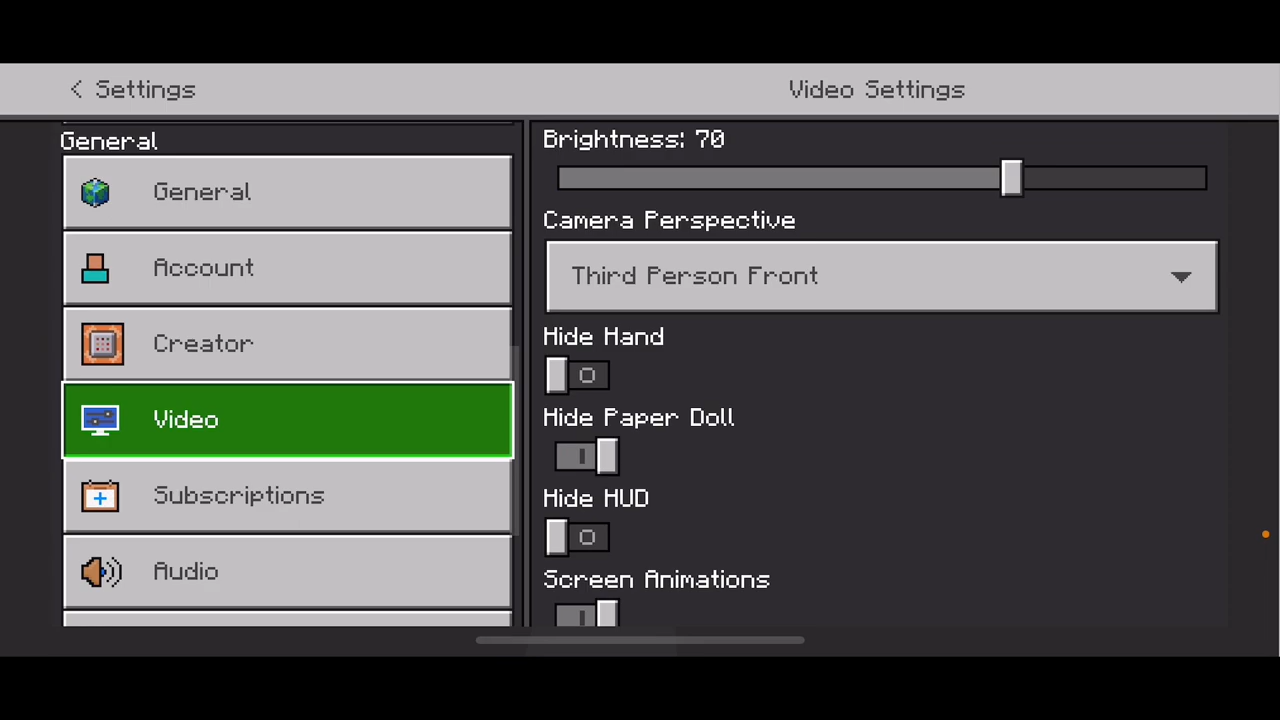 Settings
Video Settings
General
General
Account
Creator
Video
Subscriptions
Audio
Brightness: 70
Camera Perspective
Third Person Front
Hide Hand
Hide Paper Doll
Hide HUD
Screen Animations